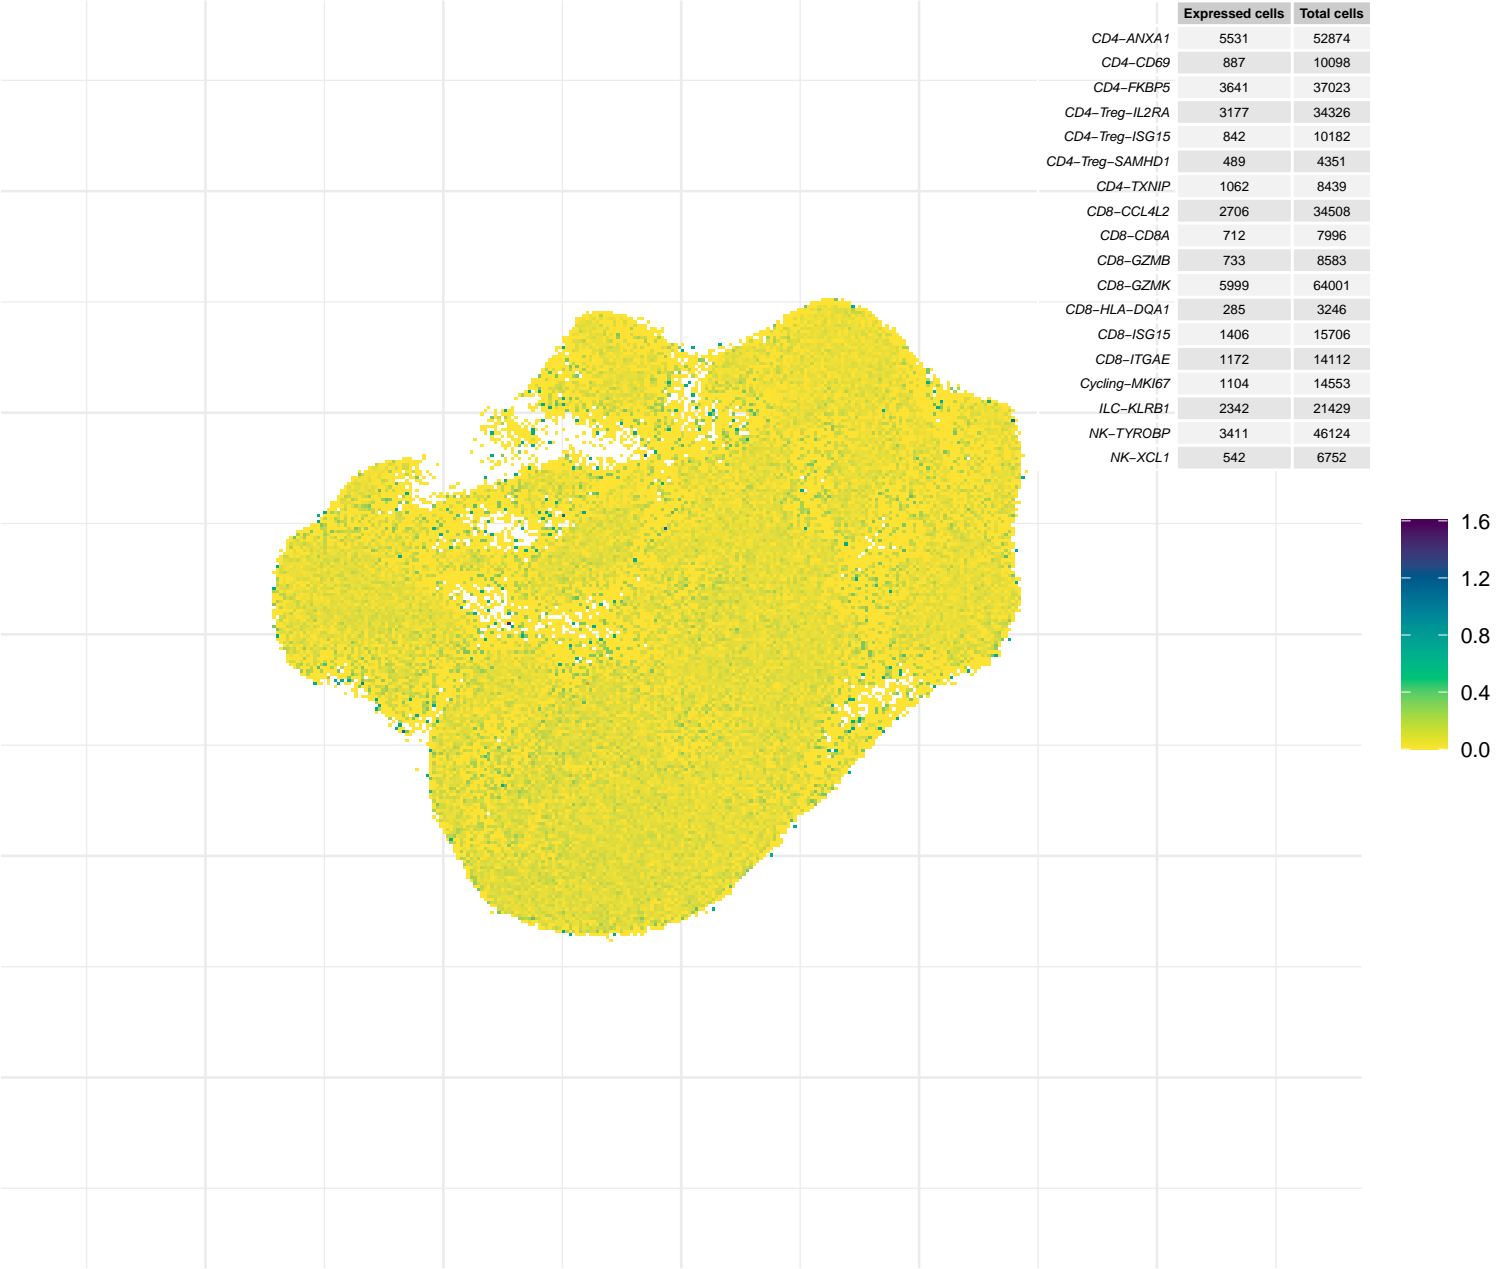 Expressed cells Total cells
CD4−ANXA1 5531 52874
CD4−CD69 887 10098
CD4−FKBP5 3641 37023
CD4−Treg−IL2RA 3177 34326
CD4−Treg−ISG15 842 10182
CD4−Treg−SAMHD1 489 4351
CD4−TXNIP 1062 8439
CD8−CCL4L2 2706 34508
CD8−CD8A 712 7996
CD8−GZMB 733 8583
CD8−GZMK 5999 64001
CD8−HLA−DQA1 285 3246
CD8−ISG15 1406 15706
CD8−ITGAE 1172 14112
Cycling−MKI67 1104 14553
ILC−KLRB1 2342 21429
NK−TYROBP 3411 46124
NK−XCL1 542 6752
1.6
1.2
0.8
0.4
0.0